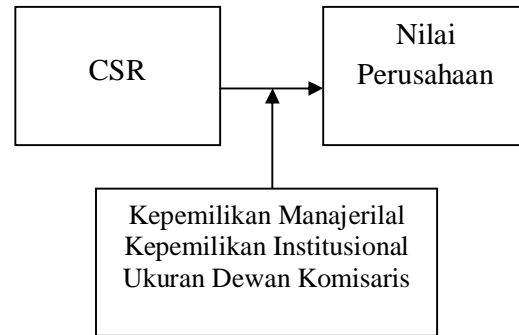 CSR
Nilai
Perusahaan
Kepemilikan Manajerilal
Kepemilikan Institusional
Ukuran Dewan Komisaris